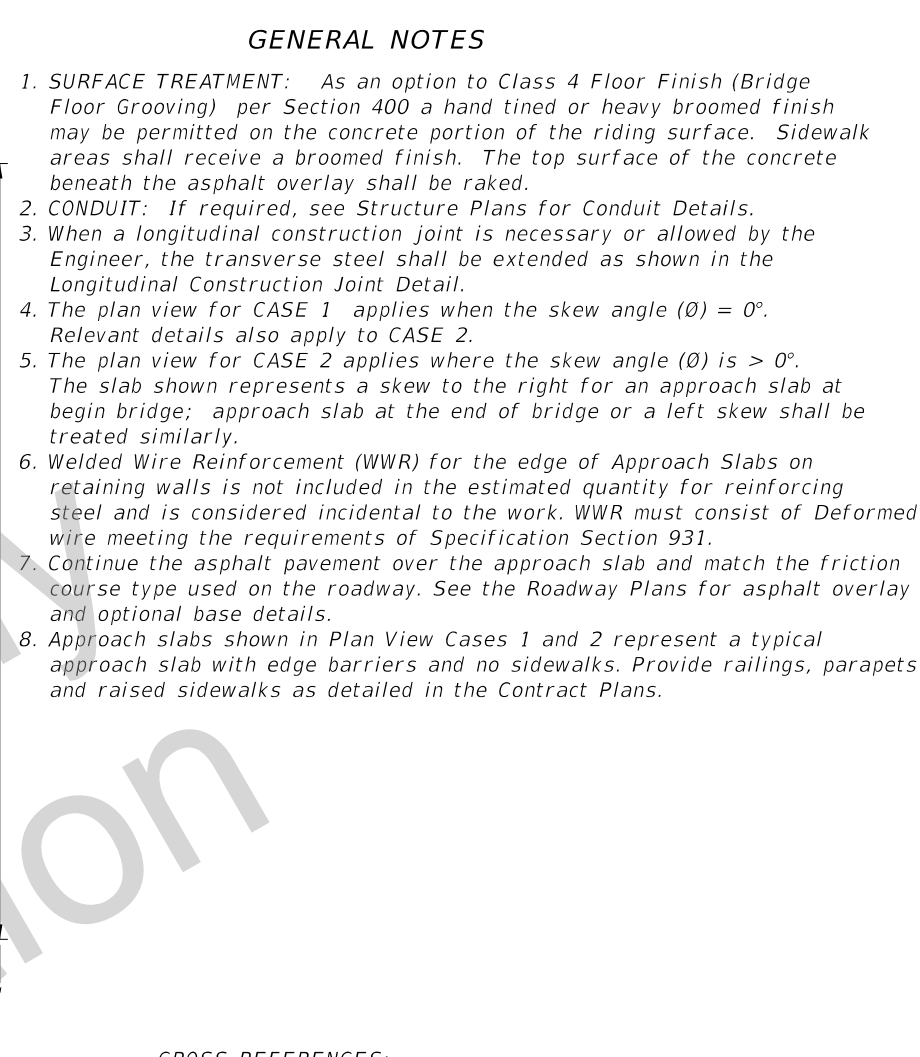 GENERAL NOTES
1. SURFACE TREATMENT: As an option to Class 4 Floor Finish (Bridge
Floor Grooving) per Section 400 a hand tined or heavy broomed finish
may be permitted on the concrete portion of the riding surface. Sidewalk
areas shall receive a broomed finish. The top surface of the concrete
beneath the asphalt overlay shall be raked.
2. CONDUIT: If required, see Structure Plans for Conduit Details.
3. When a longitudinal construction joint is necessary or allowed by the
Engineer, the transverse steel shall be extended as shown in the
Longitudinal Construction Joint Detail.
4. The plan view for CASE 1 applies when the skew angle (Ø) = 0°.
Relevant details also apply to CASE 2.
5. The plan view for CASE 2 applies where the skew angle (Ø) is > 0°.
The slab shown represents a skew to the right for an approach slab at
begin bridge; approach slab at the end of bridge or a left skew shall be
treated similarly.
6. Welded Wire Reinforcement (WWR) for the edge of Approach Slabs on
retaining walls is not included in the estimated quantity for reinforcing
steel and is considered incidental to the work. WWR must consist of Deformed
wire meeting the requirements of Specification Section 931.
7. Continue the asphalt pavement over the approach slab and match the friction
course type used on the roadway. See the Roadway Plans for asphalt overlay
and optional base details.
8. Approach slabs shown in Plan View Cases 1 and 2 represent a typical
approach slab with edge barriers and no sidewalks. Provide railings, parapets
and raised sidewalks as detailed in the Contract Plans.
CROSS REFERENCES: